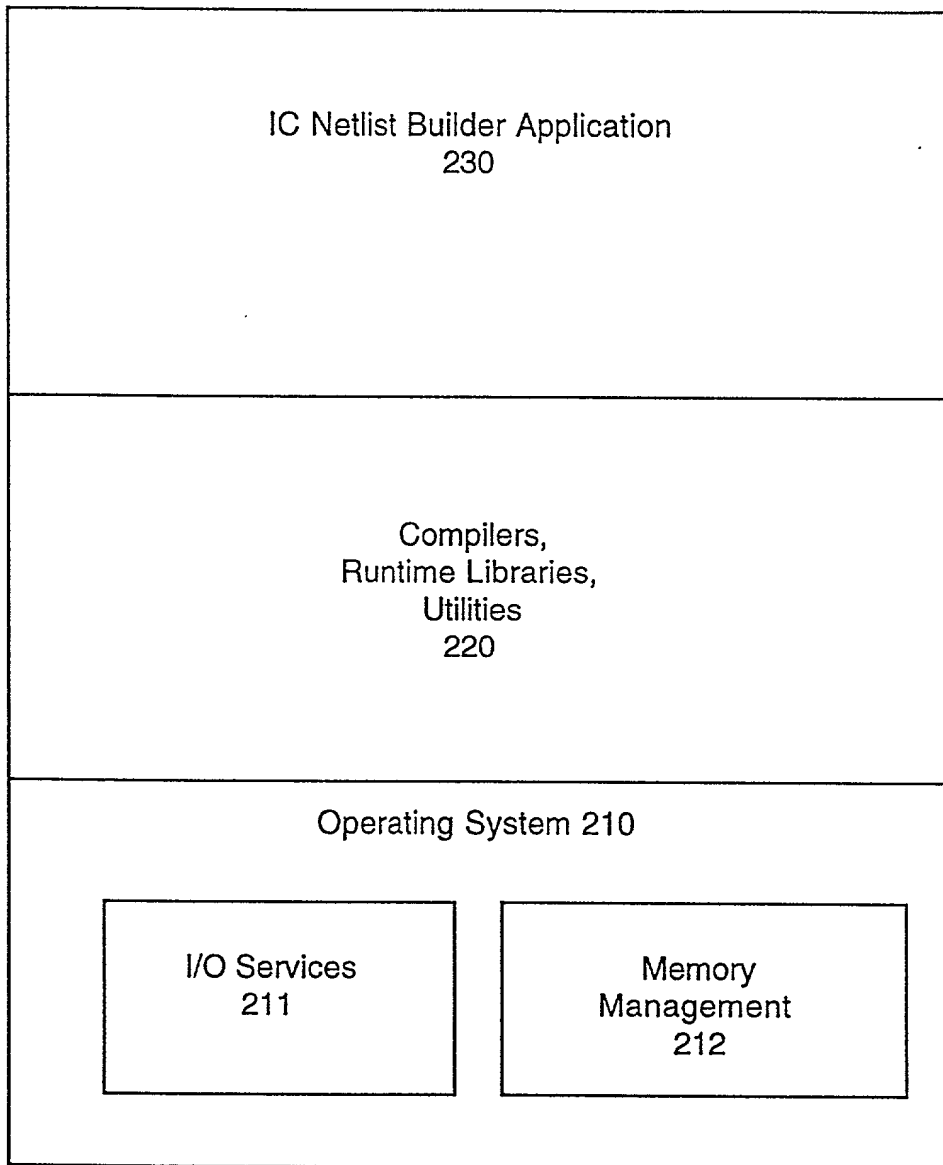 IC Netlist Builder Application
230
Compilers,
Runtime Libraries,
Utilities
220
Operating System 210
I/O Services
211
Memory
Management
212